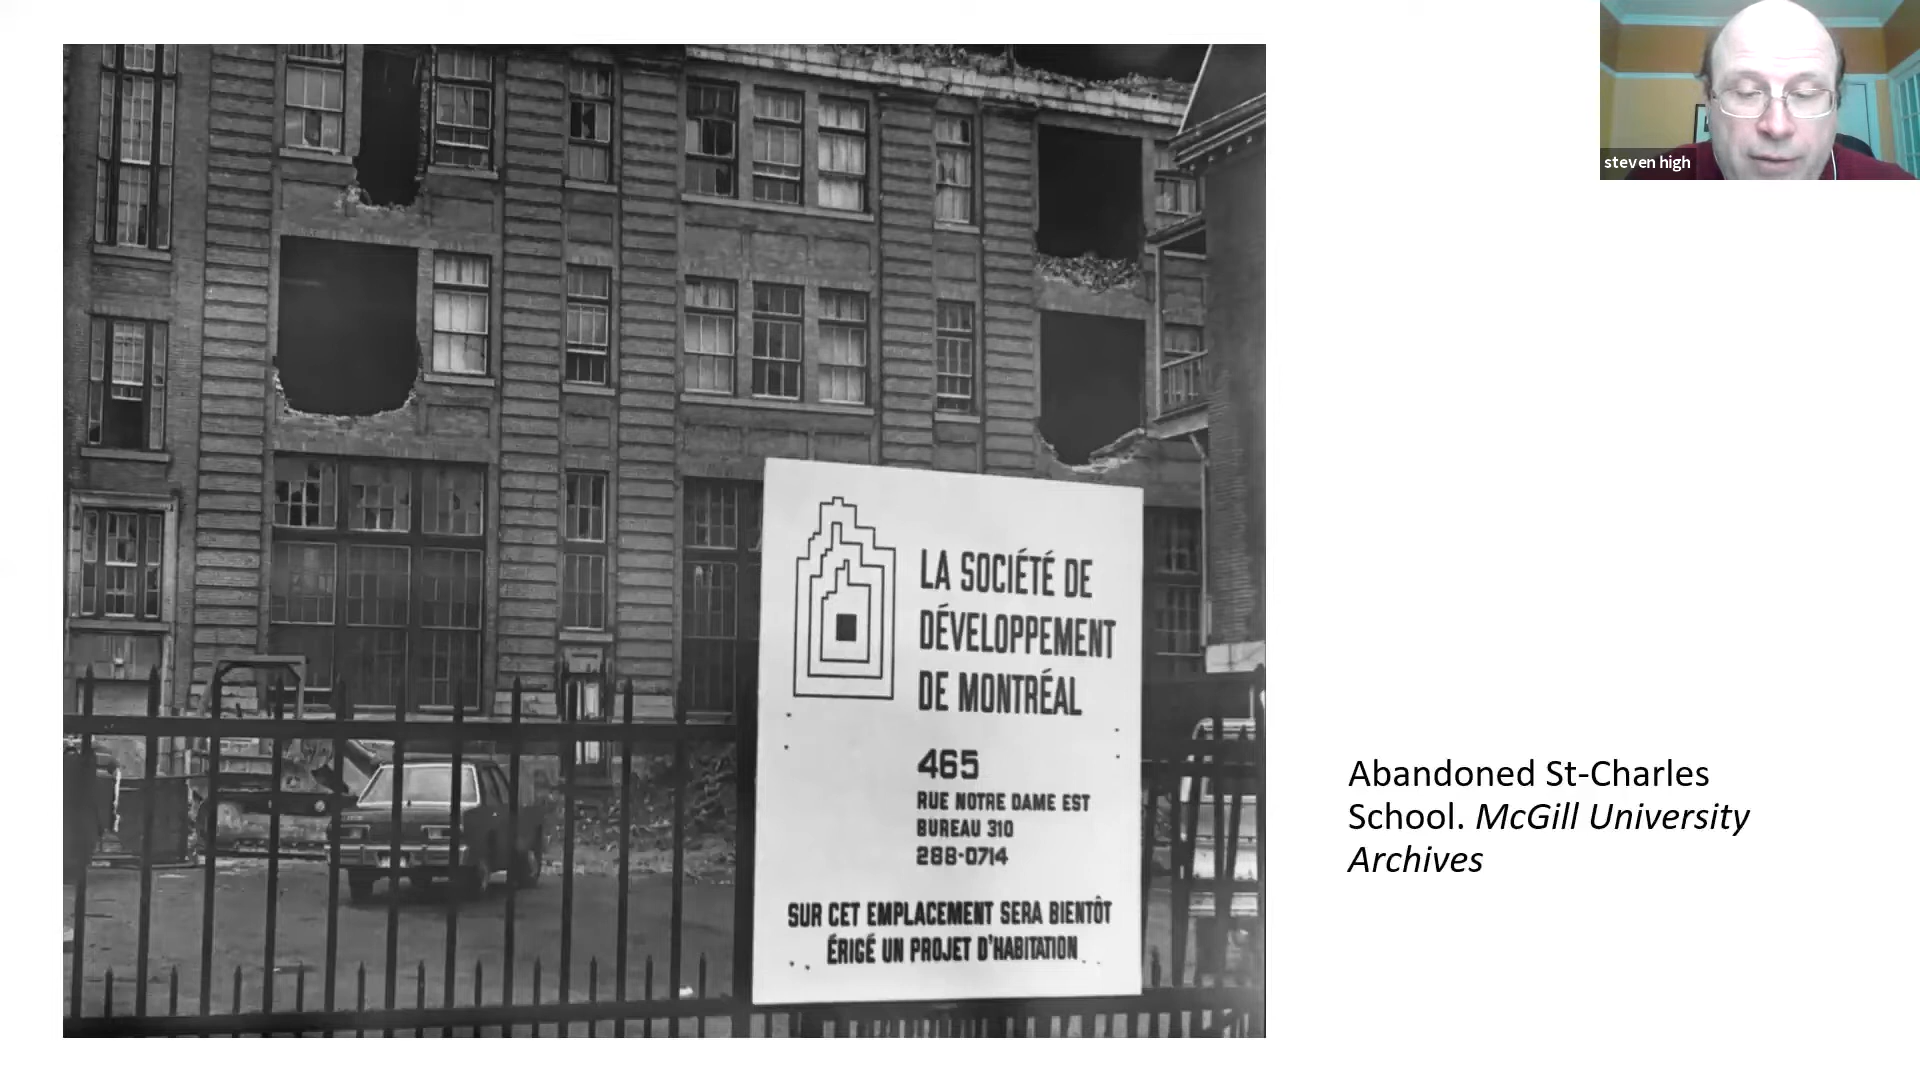 steven high
LA SOCIÉTÉ DE
DÉVELOPPEMENT
DE MONTRÉAL
465
RUE NOTRE DAME EST
BUREAU 310
288-0714
SUR CET EMPLACEMENT SERA BIENTÔT
ÉRIGÉ UN PROJET D'HABITATION
Abandoned St-Charles
School. McGill University
Archives